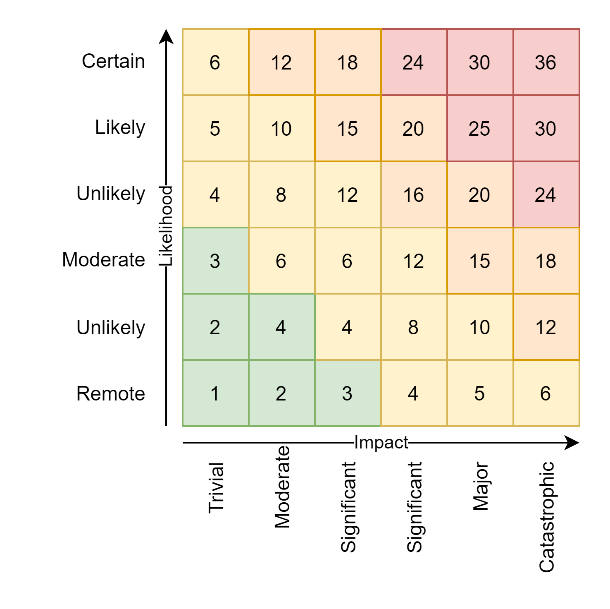 Certain 6 12 18 24 30 36
Likely 5 10 15 20 25 30
Unlikely 4 8 12 16 20 24
Likelihood
Moderate 3 6 6 12 15 18
Unlikely 2 4 4 8 10 12
Remote 1 2 3 4 5 6
Impact
Trivial
Moderate
Significant
Significant
Major
Catastrophic